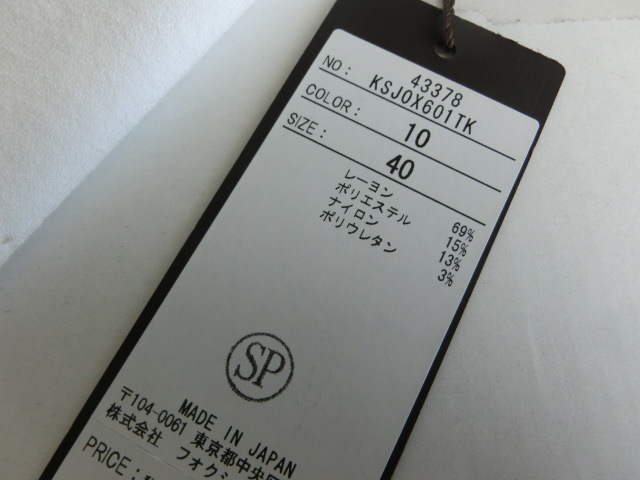 43378
NO: KSJ0X601TK
COLOR: 10
SIZE: 40
レーヨン 69%
ポリエステル 15%
ナイロン 13%
ポリウレタン 3%
SP
MADE IN JAPAN
〒104-0061 東京都中央
株式会社 フォクシ
PRICE: